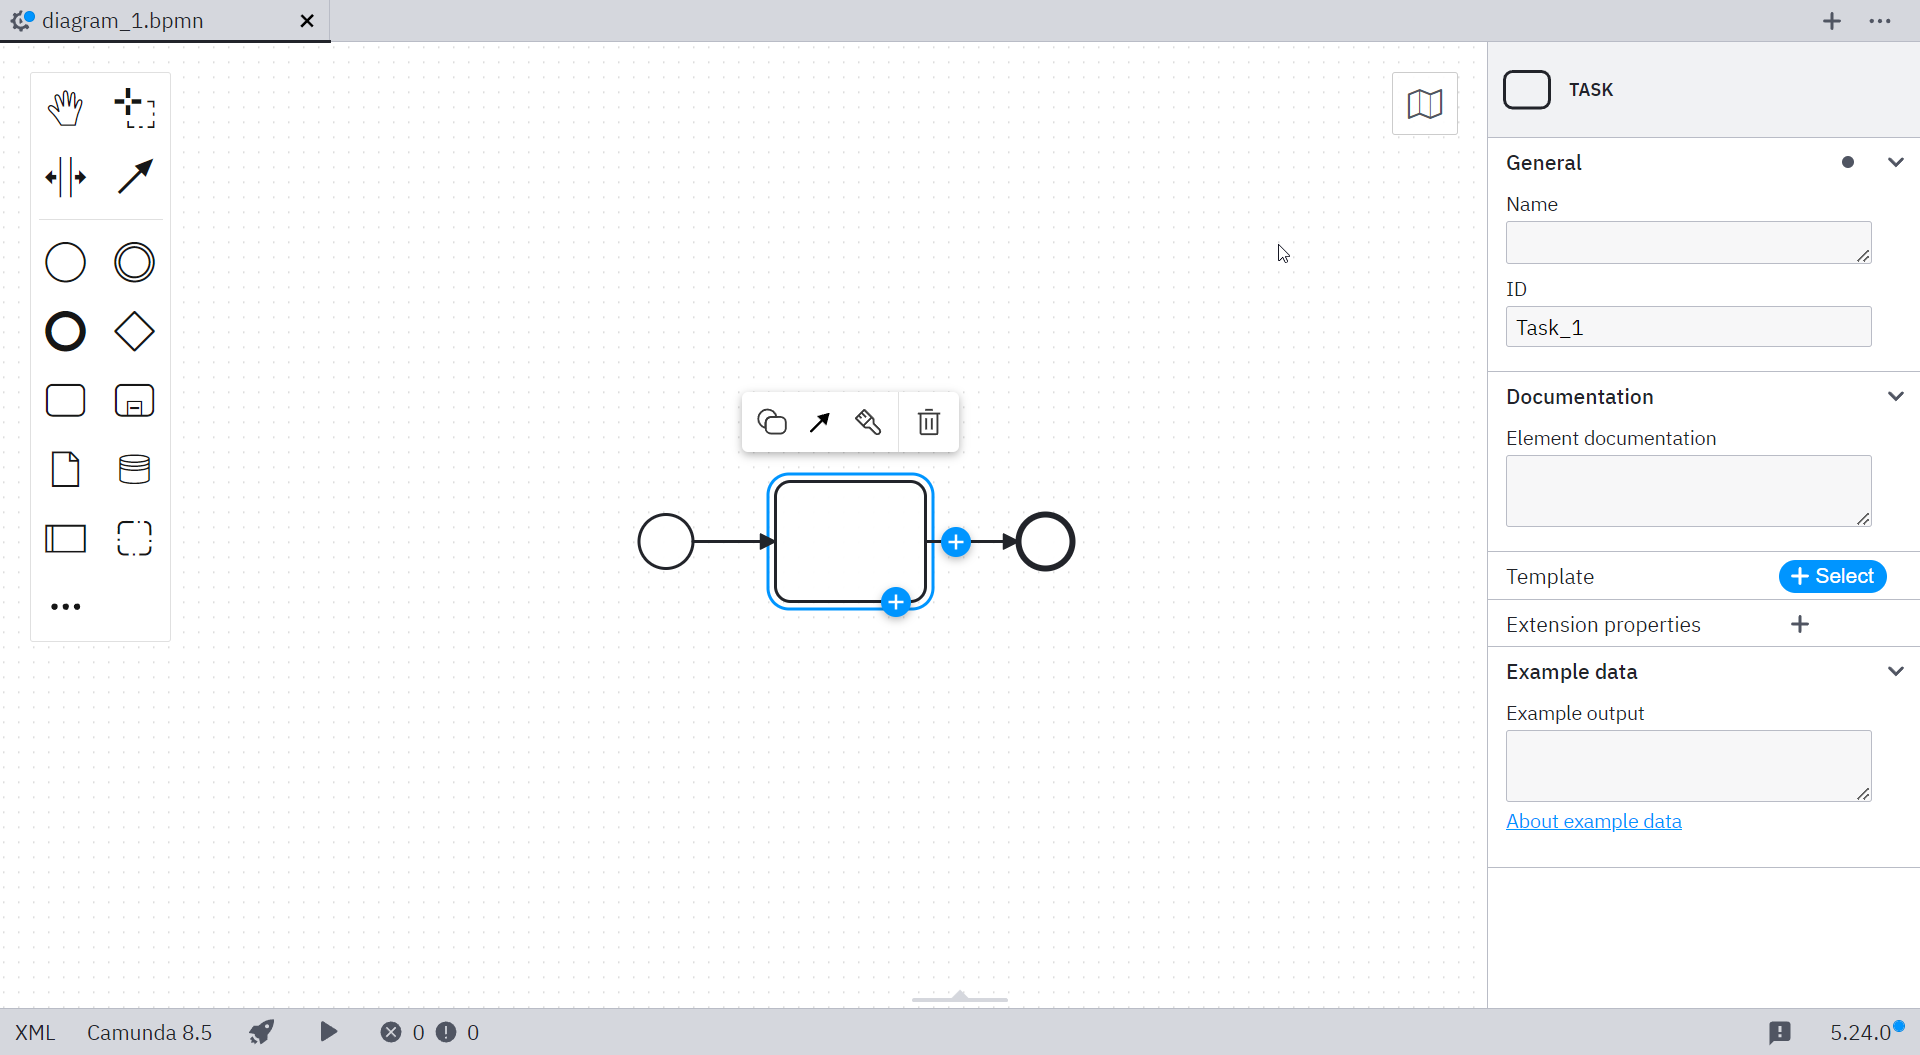 diagram_1.bpmn
TASK
General
Name
ID
Task_1
Documentation
Element documentation
Template
Select
Extension properties
Example data
Example output
About example data
XML
Camunda 8.5
0
0
5.24.0